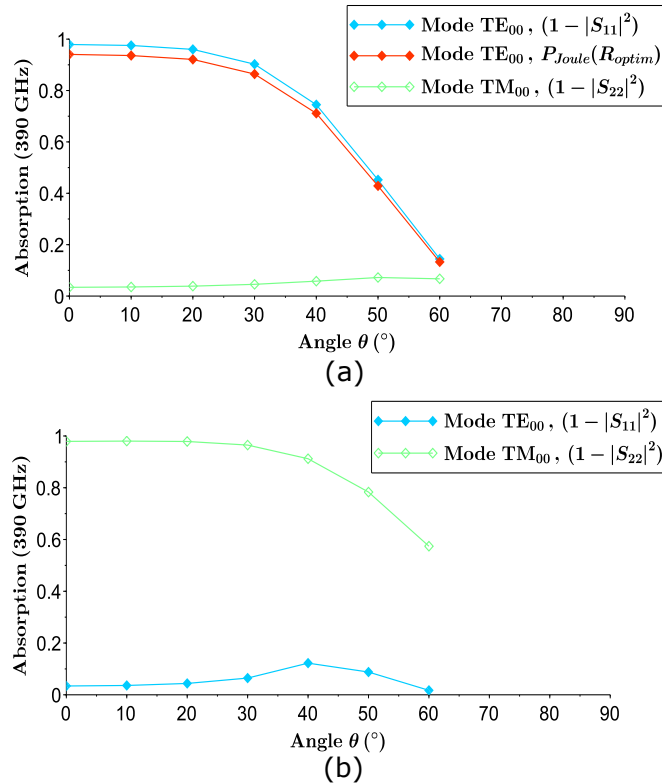 Mode TE₀₀ , (1−|S₁₁|²)
Mode TE₀₀ , P_Joule(R_optim)
Mode TM₀₀ , (1−|S₂₂|²)
Absorption (390 GHz)
1
0.8
0.6
0.4
0.2
0
0 10 20 30 40 50 60 70 80 90
Angle θ (°)
(a)
Mode TE₀₀ , (1−|S₁₁|²)
Mode TM₀₀ , (1−|S₂₂|²)
Absorption (390 GHz)
1
0.8
0.6
0.4
0.2
0
0 10 20 30 40 50 60 70 80 90
Angle θ (°)
(b)